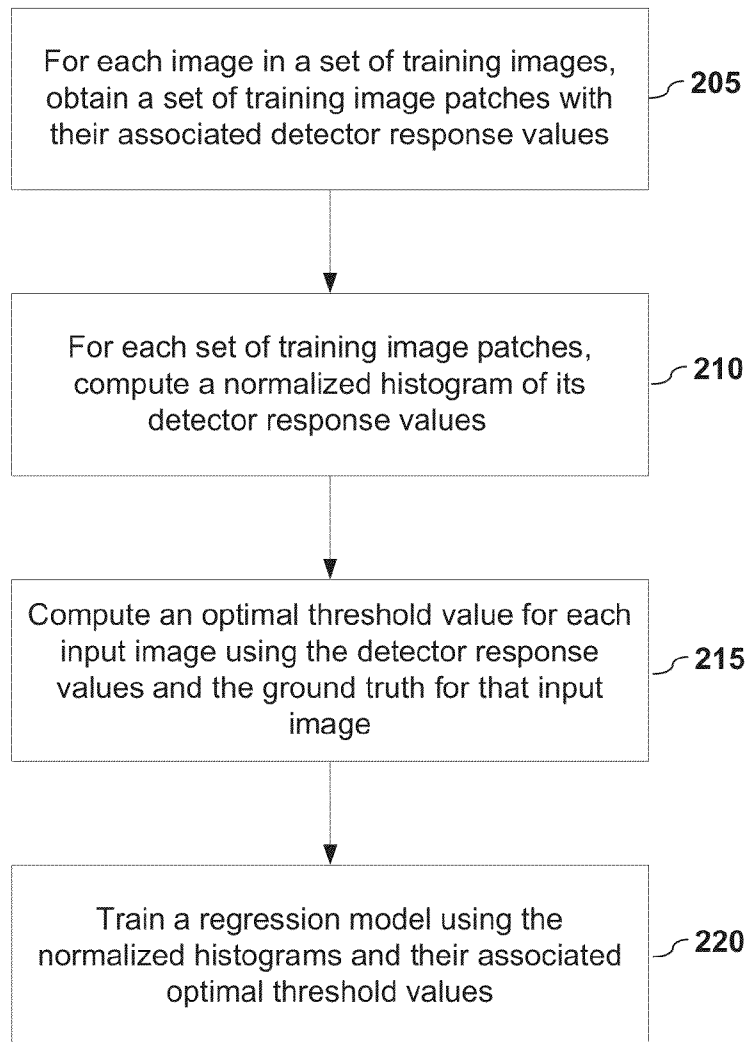 For each image in a set of training images,
obtain a set of training image patches with
their associated detector response values
205
For each set of training image patches,
compute a normalized histogram of its
detector response values
210
Compute an optimal threshold value for each
input image using the detector response
values and the ground truth for that input
image
215
Train a regression model using the
normalized histograms and their associated
optimal threshold values
220